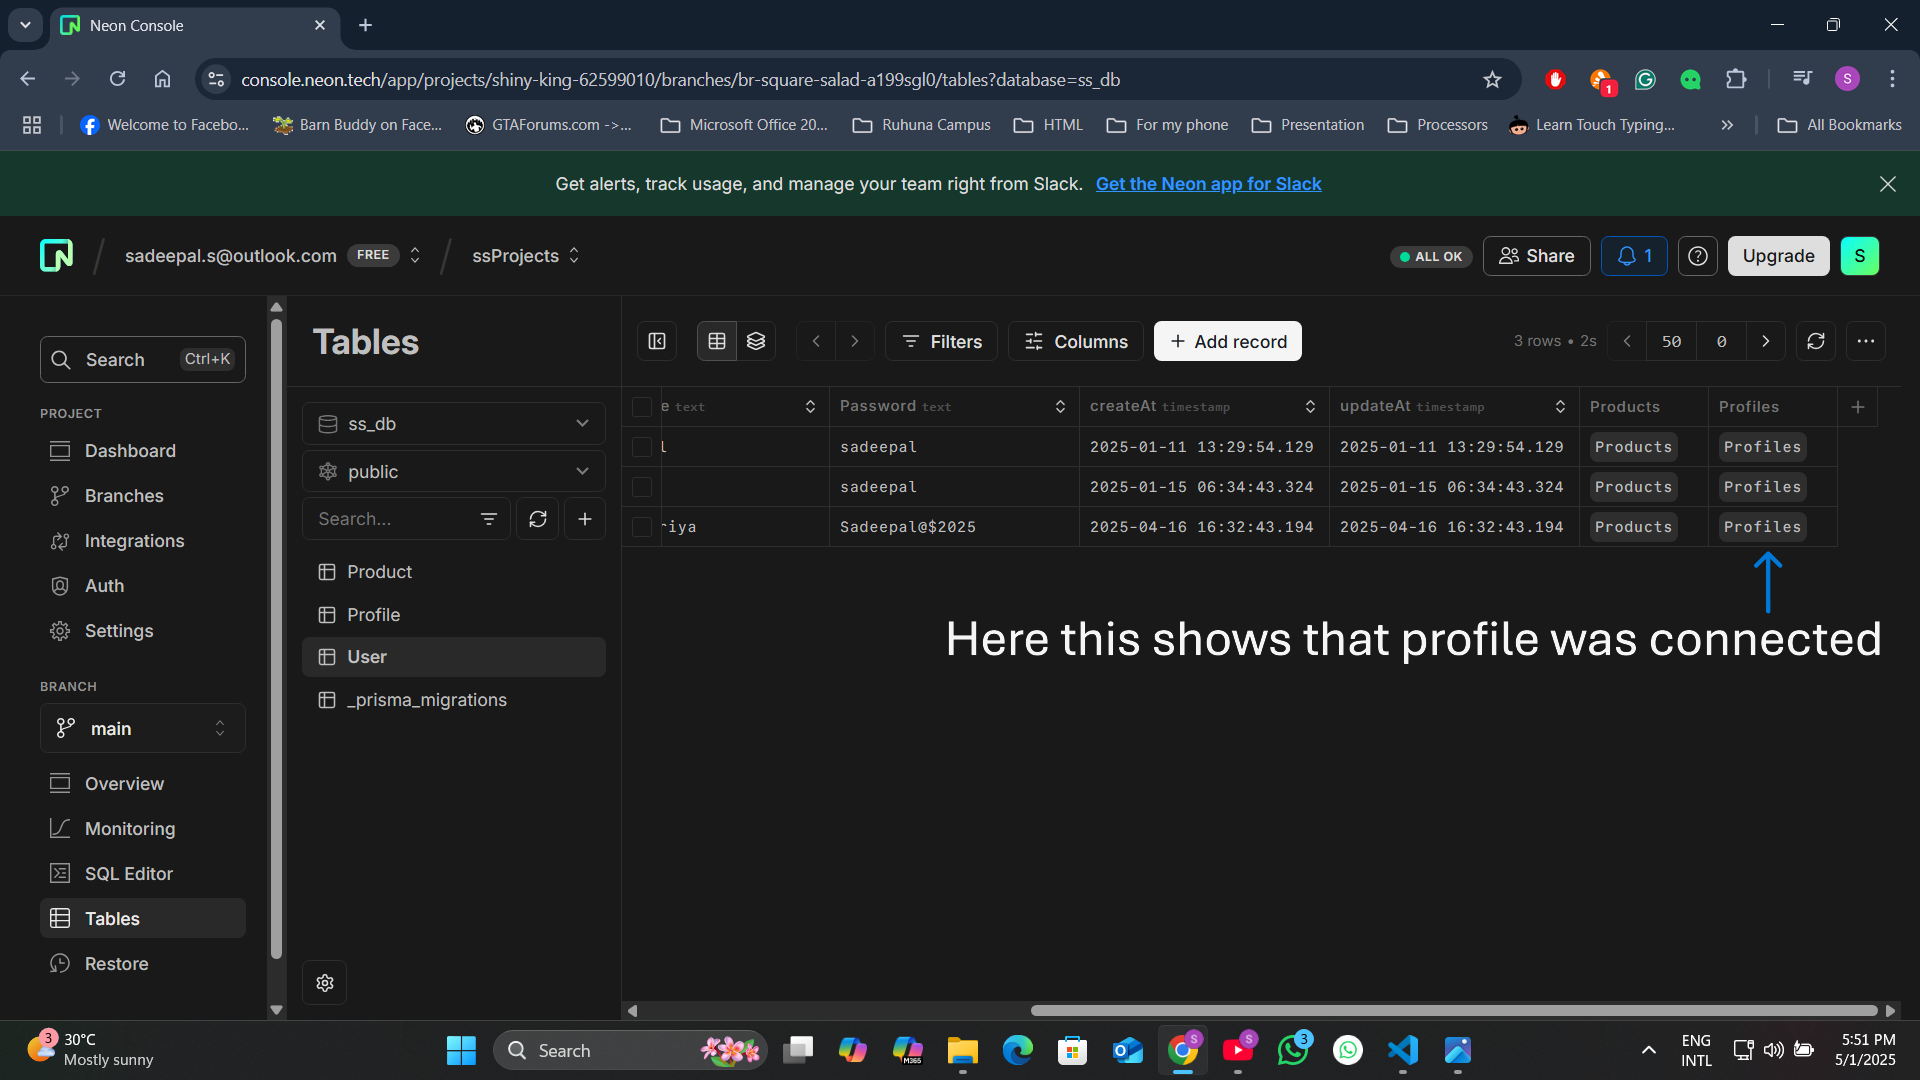 Neon Console
console.neon.tech/app/projects/shiny-king-62599010/branches/br-square-salad-a199sgl0/tables?database=ss_db
S
1
Welcome to Facebo...
Barn Buddy on Face...
GTAForums.com ->...
Microsoft Office 20...
Ruhuna Campus
HTML
For my phone
Presentation
Processors
Learn Touch Typing...
All Bookmarks
Get alerts, track usage, and manage your team right from Slack. Get the Neon app for Slack
sadeepal.s@outlook.com FREE
ssProjects
ALL OK
Share
1
Upgrade
S
Search Ctrl+K
PROJECT
Dashboard
Branches
Integrations
Auth
Settings
BRANCH
main
Overview
Monitoring
SQL Editor
Tables
Restore
Tables
ss_db
public
Search...
Product
Profile
User
_prisma_migrations
Filters
Columns
Add record
3 rows • 2s
50
0
e text Password text createAt timestamp updateAt timestamp Products Profiles
l sadeepal 2025-01-11 13:29:54.129 2025-01-11 13:29:54.129 Products Profiles
sadeepal 2025-01-15 06:34:43.324 2025-01-15 06:34:43.324 Products Profiles
riya Sadeepal@$2025 2025-04-16 16:32:43.194 2025-04-16 16:32:43.194 Products Profiles
Here this shows that profile was connected
3
30°C
Mostly sunny
Search
M365
S
S
3
ENG
INTL
5:51 PM
5/1/2025